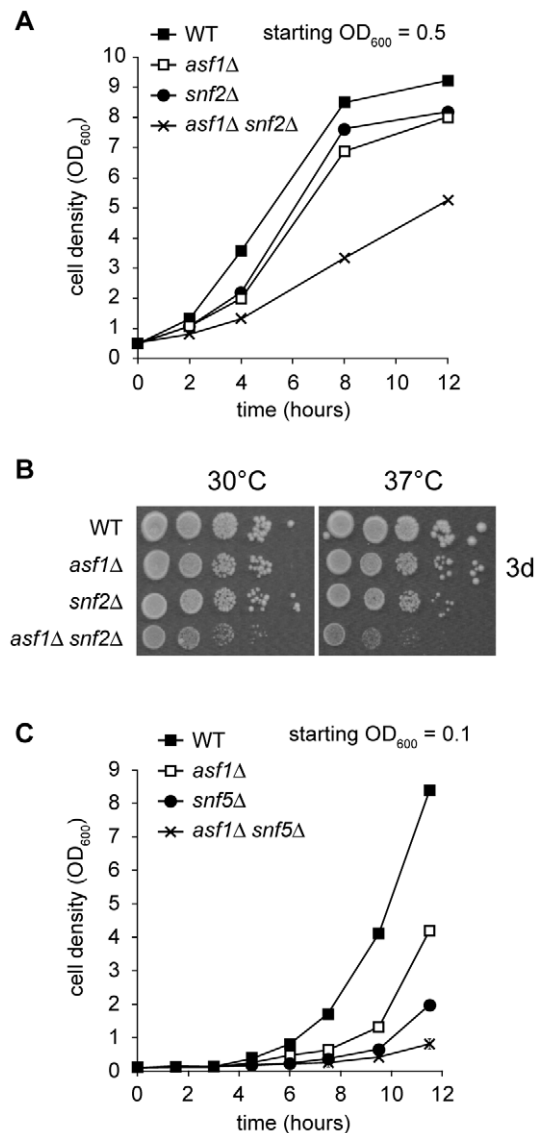 A
WT
starting OD₆₀₀ = 0.5
asf1Δ
snf2Δ
asf1Δ snf2Δ
cell density (OD₆₀₀)
10
9
8
7
6
5
4
3
2
1
0
0 2 4 6 8 10 12
time (hours)
B
30°C 37°C
WT
asf1Δ
snf2Δ
asf1Δ snf2Δ
3d
C
WT
starting OD₆₀₀ = 0.1
asf1Δ
snf5Δ
asf1Δ snf5Δ
cell density (OD₆₀₀)
9
8
7
6
5
4
3
2
1
0
0 2 4 6 8 10 12
time (hours)